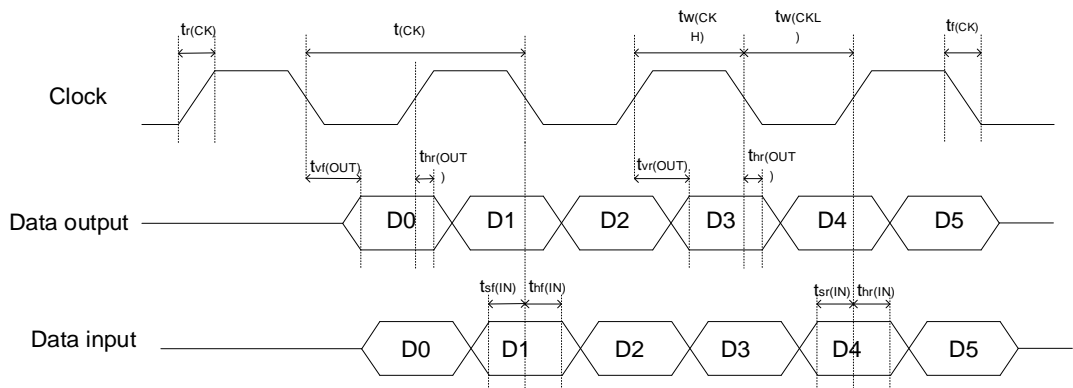 tr(CK)
t(CK)
tw(CK
H)
tw(CKL
)
tf(CK)
Clock
tvf(OUT)
thr(OUT
)
tvr(OUT)
thr(OUT
)
Data output
D0
D1
D2
D3
D4
D5
tsf(IN)
thf(IN)
tsr(IN)
thr(IN)
Data input
D0
D1
D2
D3
D4
D5